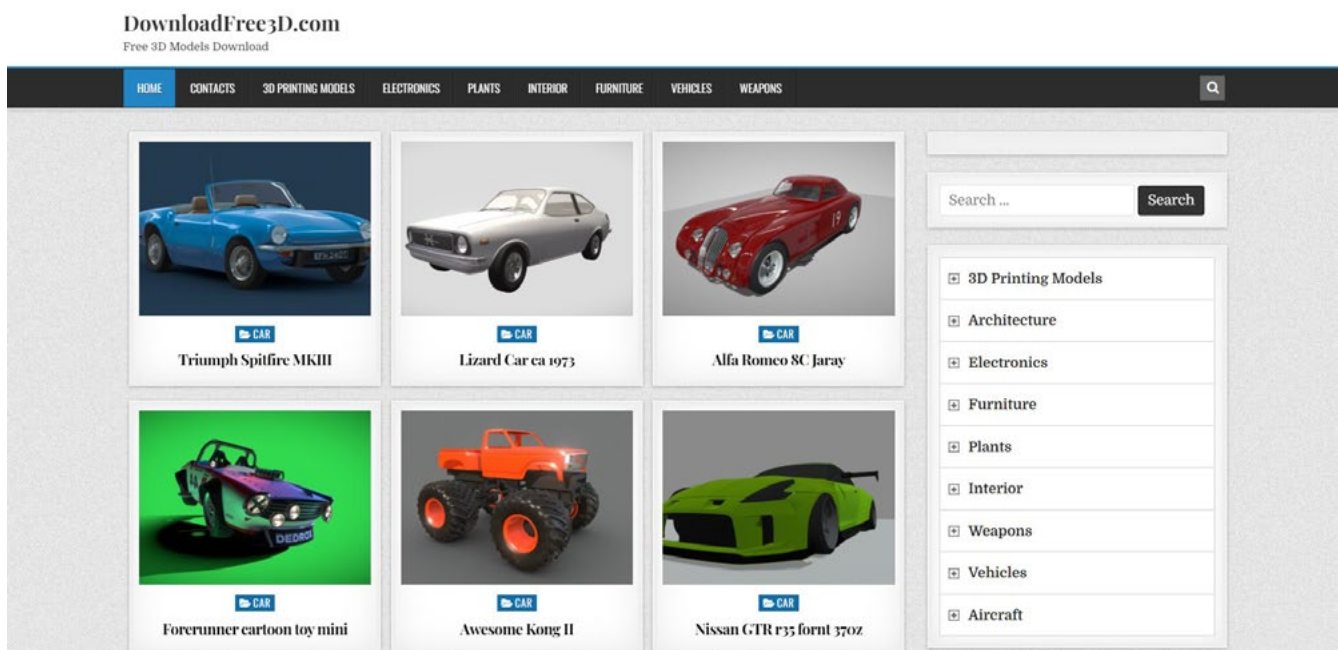 DownloadFree3D.com
Free 3D Models Download
HOME CONTACTS 3D PRINTING MODELS ELECTRONICS PLANTS INTERIOR FURNITURE VEHICLES WEAPONS
Search ... Search
CAR
Triumph Spitfire MKIII
CAR
Lizard Car ca 1973
19
CAR
Alfa Romeo 8C Jaray
DEDROX
CAR
Forerunner cartoon toy mini
CAR
Awesome Kong II
CAR
Nissan GTR r35 fornt 370z
3D Printing Models
Architecture
Electronics
Furniture
Plants
Interior
Weapons
Vehicles
Aircraft